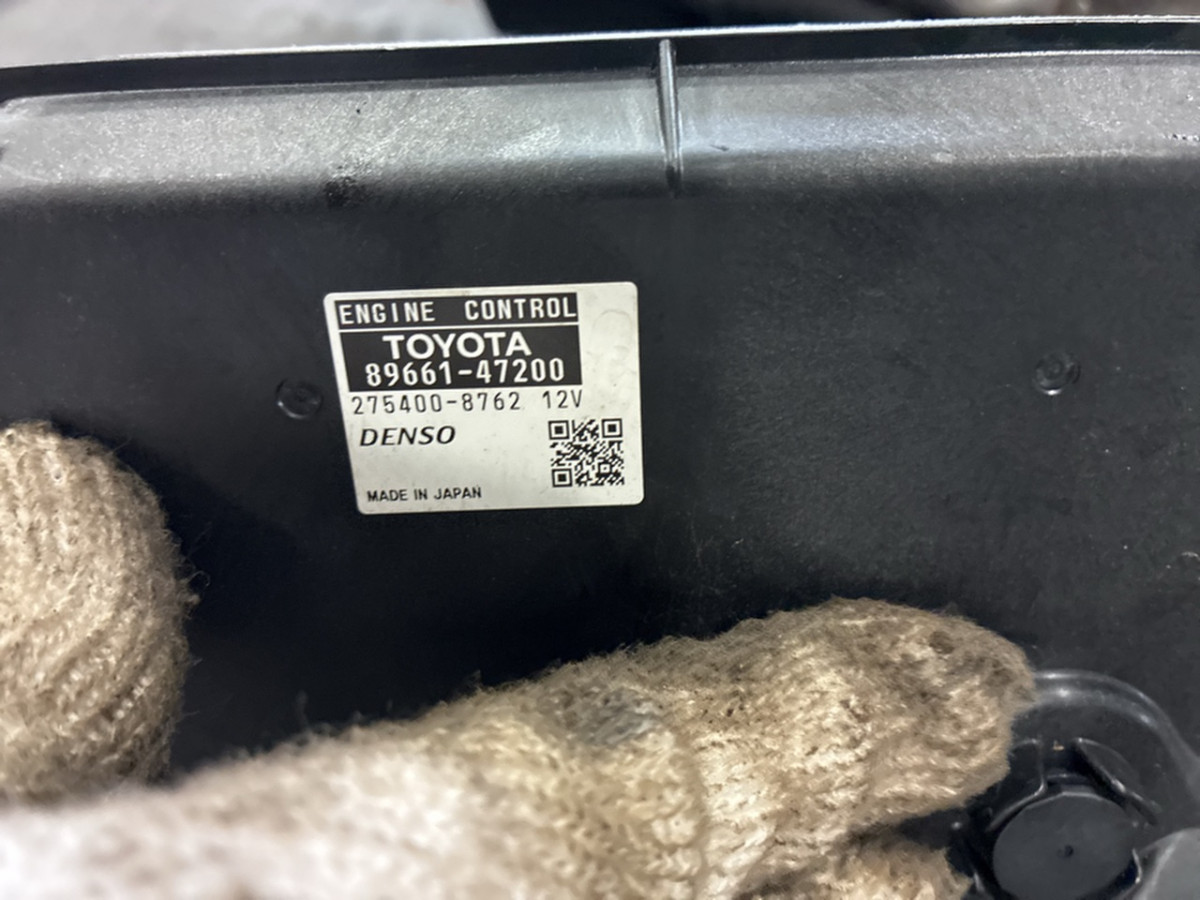 ENGINE CONTROL
TOYOTA
89661-47200
275400-8762 12V
DENSO
MADE IN JAPAN